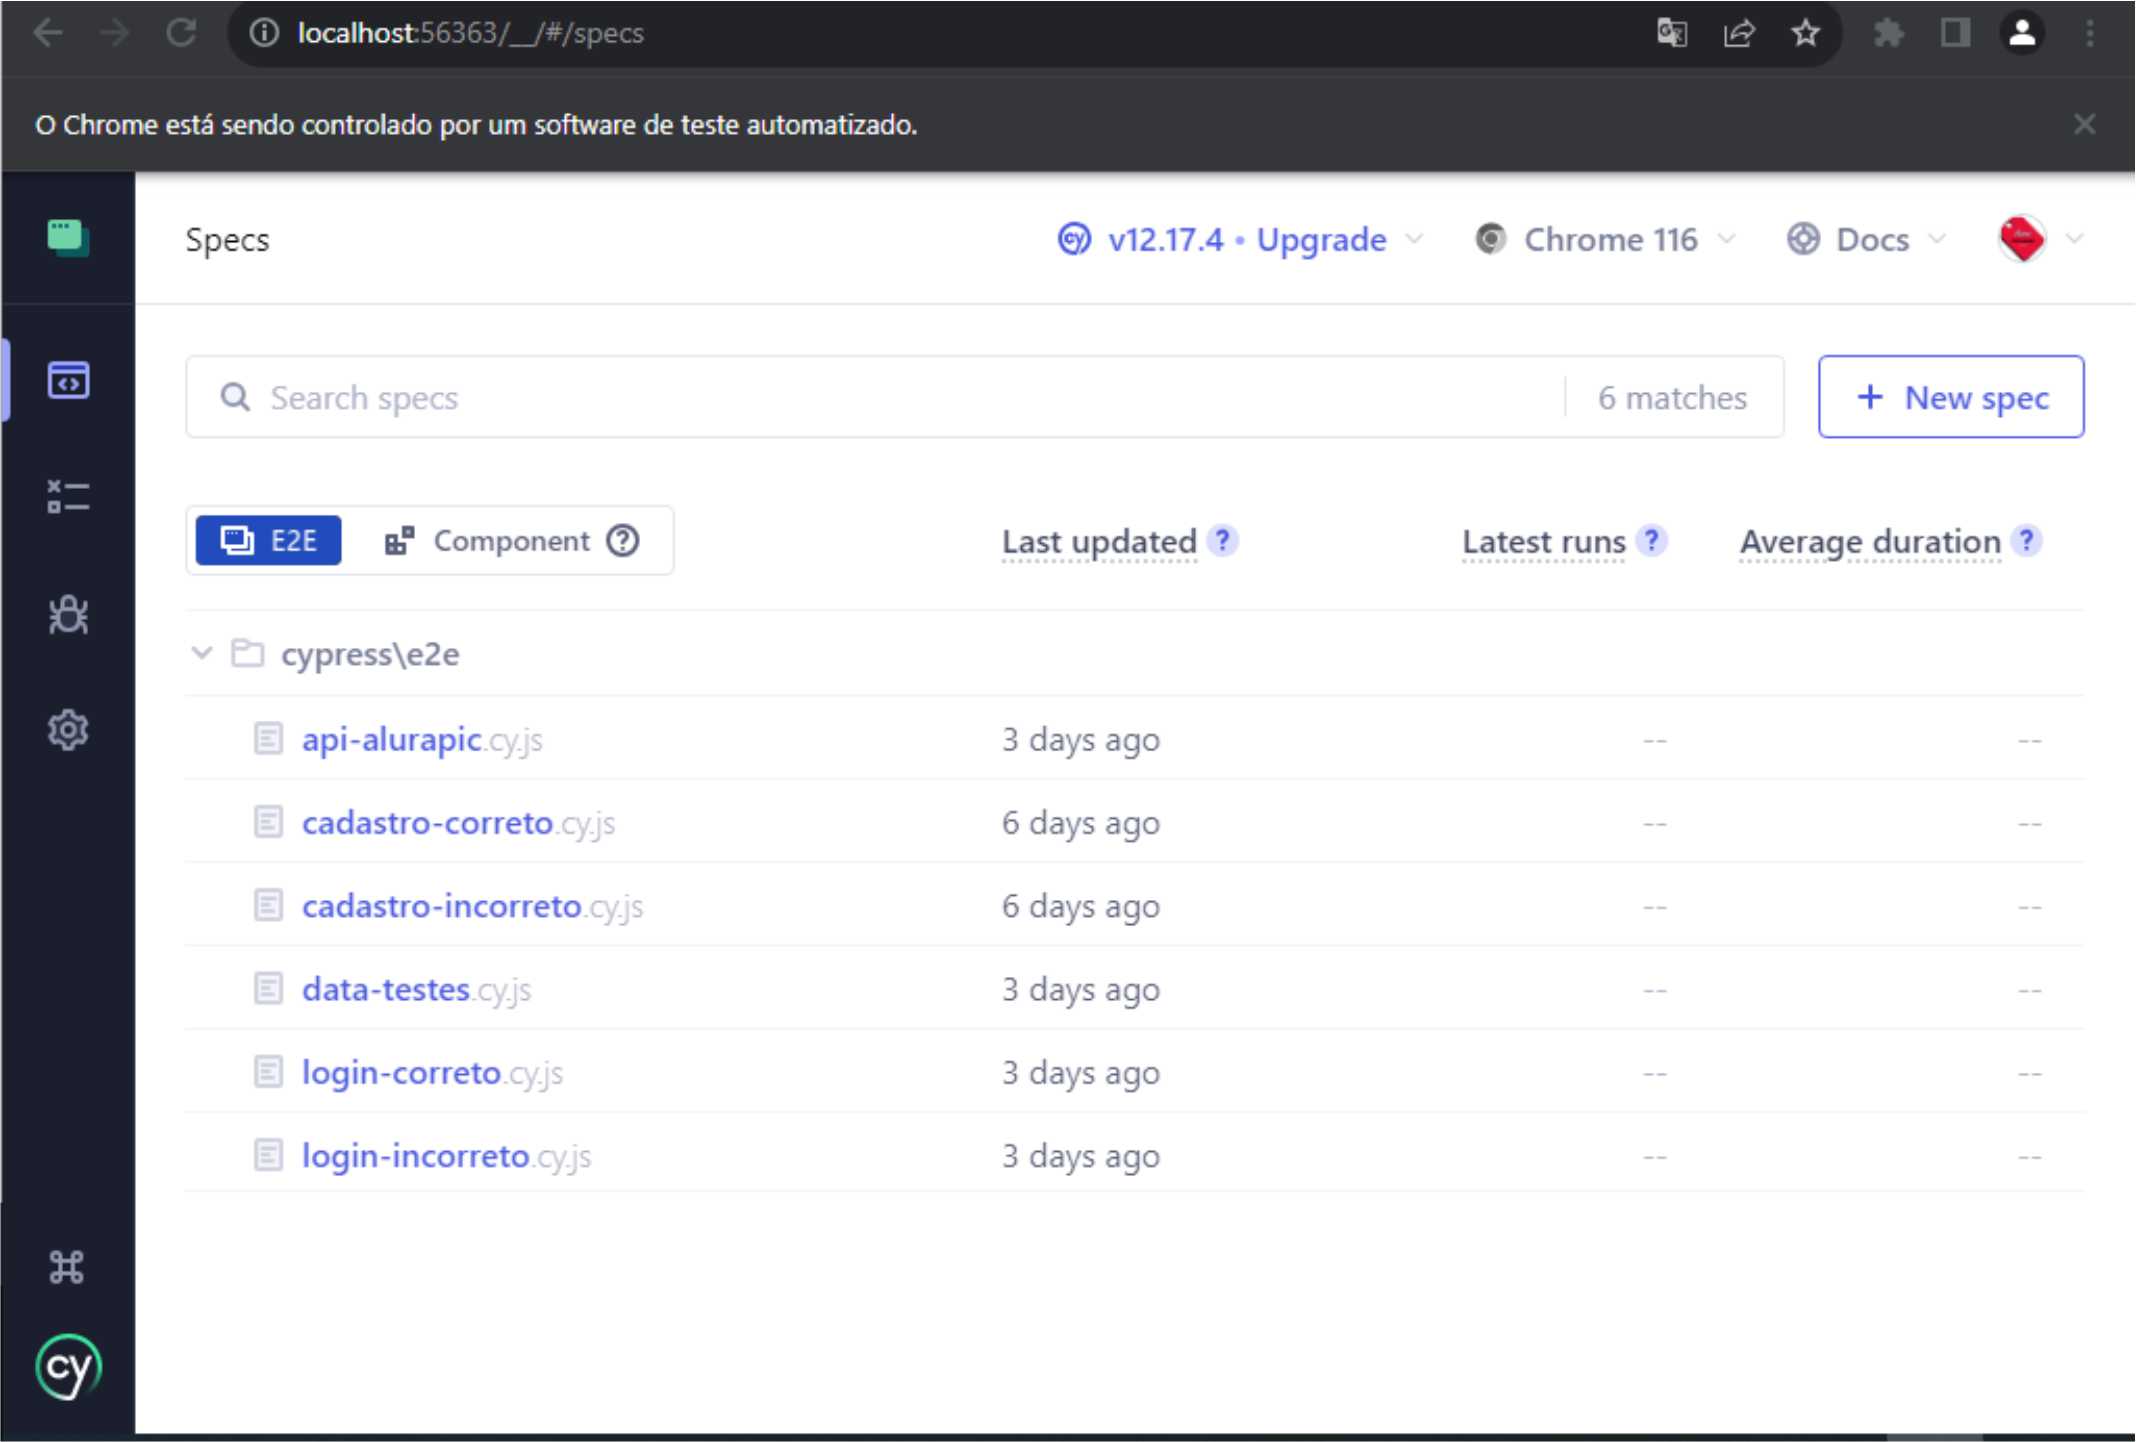 localhost:56363/__/#/specs
O Chrome está sendo controlado por um software de teste automatizado.
Specs
v12.17.4 • Upgrade
Chrome 116
Docs
Search specs
6 matches
+ New spec
E2E
Component ?
Last updated ?
Latest runs ?
Average duration ?
cypress\e2e
api-alurapic.cy.js 3 days ago -- --
cadastro-correto.cy.js 6 days ago -- --
cadastro-incorreto.cy.js 6 days ago -- --
data-testes.cy.js 3 days ago -- --
login-correto.cy.js 3 days ago -- --
login-incorreto.cy.js 3 days ago -- --
cy